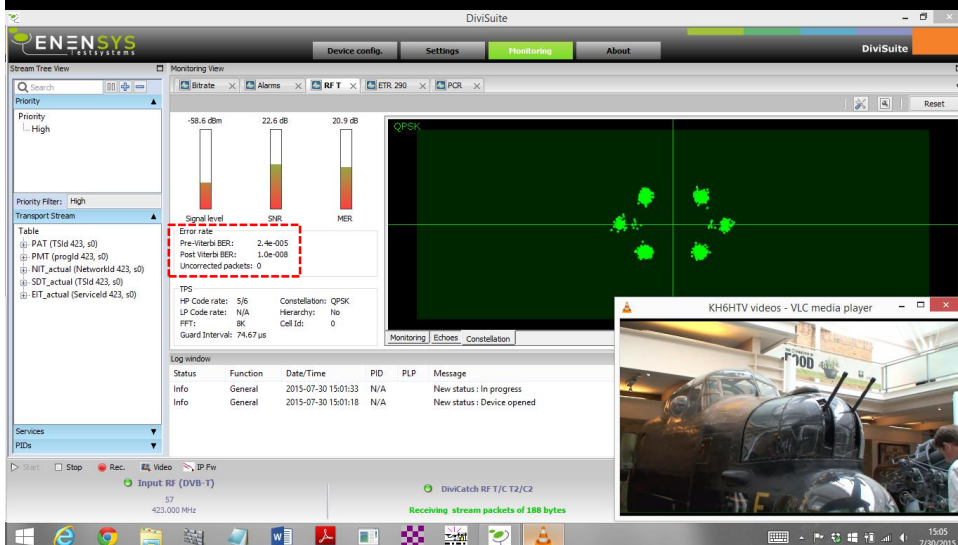 DiviSuite
ENENSYS
Testsystems
Device config.
Settings
Monitoring
About
DiviSuite
Stream Tree View
Monitoring View
Search
Bitrate
Alarms
RF T
ETR 290
PCR
Reset
Priority
Priority
High
Priority Filter: High
Transport Stream
Table
PAT (TSId 423, s0)
PMT (progId 423, s0)
NIT_actual (NetworkId 423, s0)
SDT_actual (TSId 423, s0)
EIT_actual (ServiceId 423, s0)
Services
PIDs
-58.6 dBm 22.6 dB 20.9 dB
Signal level SNR MER
Error rate
Pre-Viterbi BER: 2.4e-005
Post Viterbi BER: 1.0e-008
Uncorrected packets: 0
TPS
HP Code rate: 5/6 Constellation: QPSK
LP Code rate: N/A Hierarchy: No
FFT: 8K Cell Id: 0
Guard Interval: 74.67 µs
QPSK
Monitoring Echoes Constellation
KH6HTV videos - VLC media player
FOOD
Log window
Status Function Date/Time PID PLP Message
Info General 2015-07-30 15:01:33 N/A New status : In progress
Info General 2015-07-30 15:01:18 N/A New status : Device opened
Start Stop Rec. Video IP Fw
Input RF (DVB-T)
57
423.000 MHz
DiviCatch RF T/C T2/C2
Receiving stream packets of 188 bytes
15:05
7/30/2015